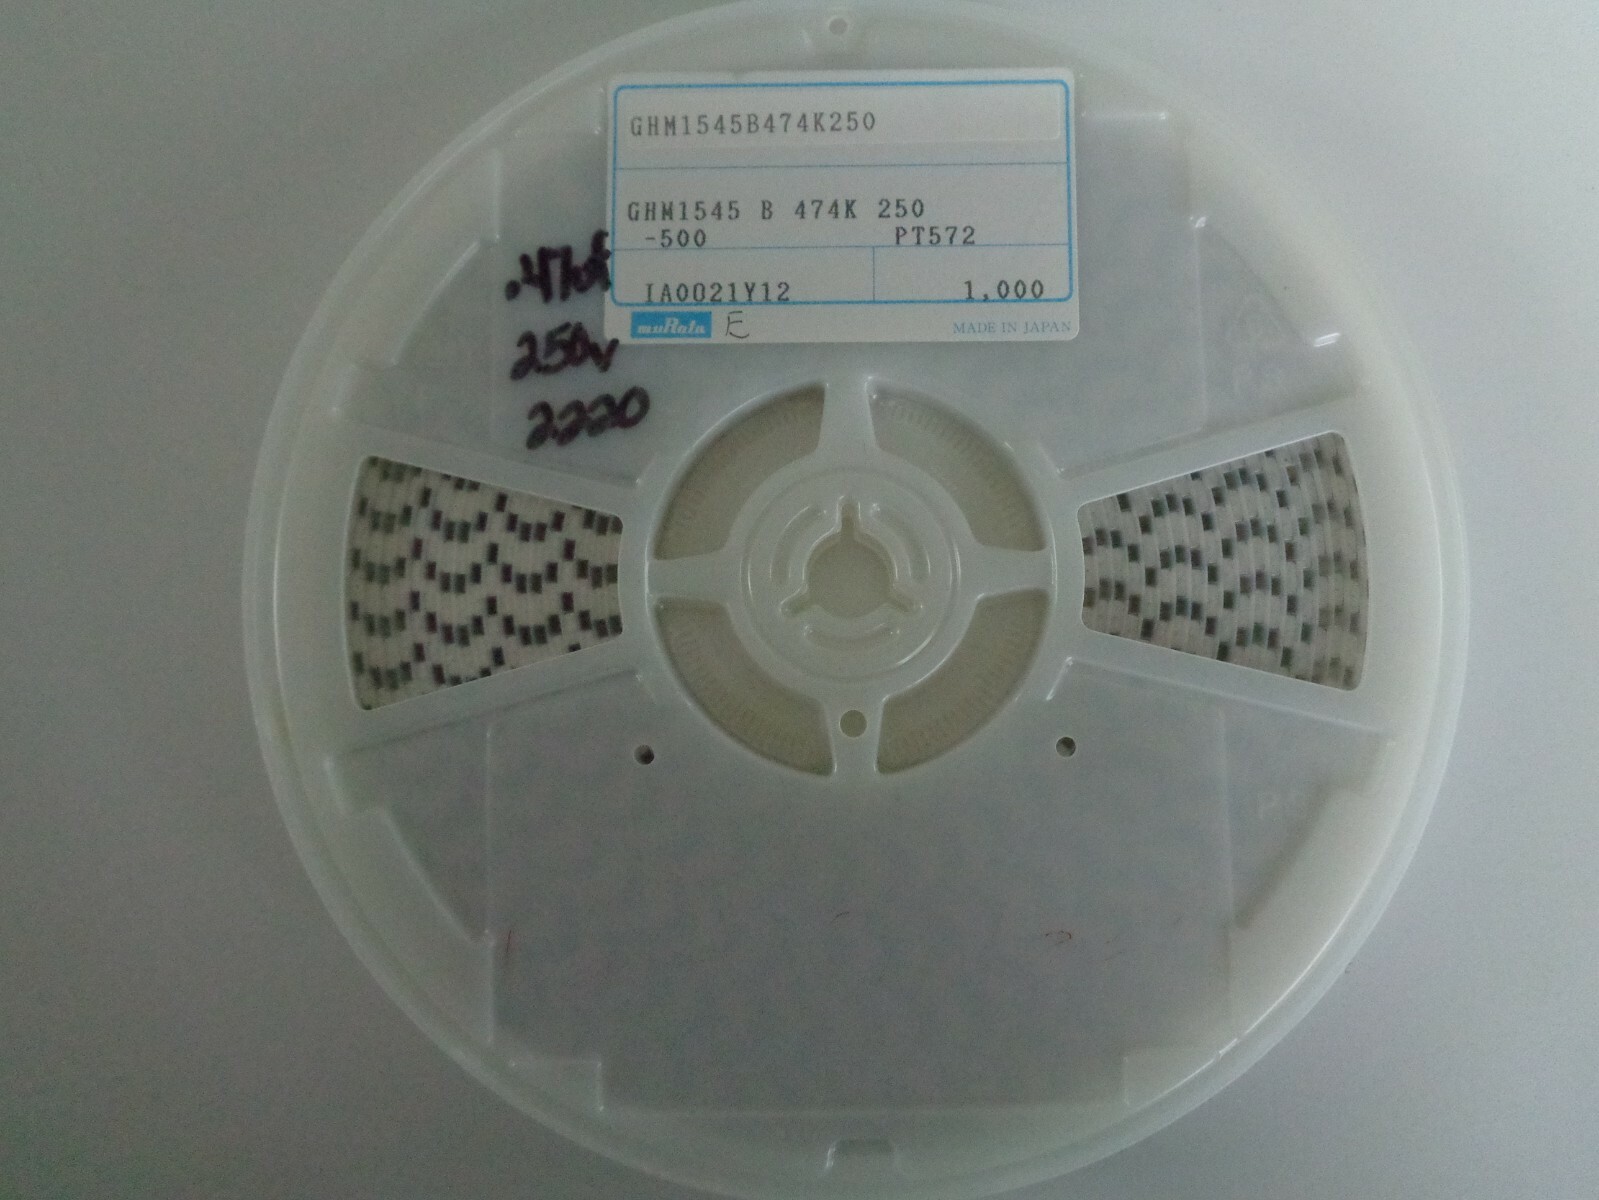 GHM1545B474K250
GHM1545 B 474K 250
-500 PT572
IA0021Y12 1,000
muRata E MADE IN JAPAN
.47uf
250v
2220